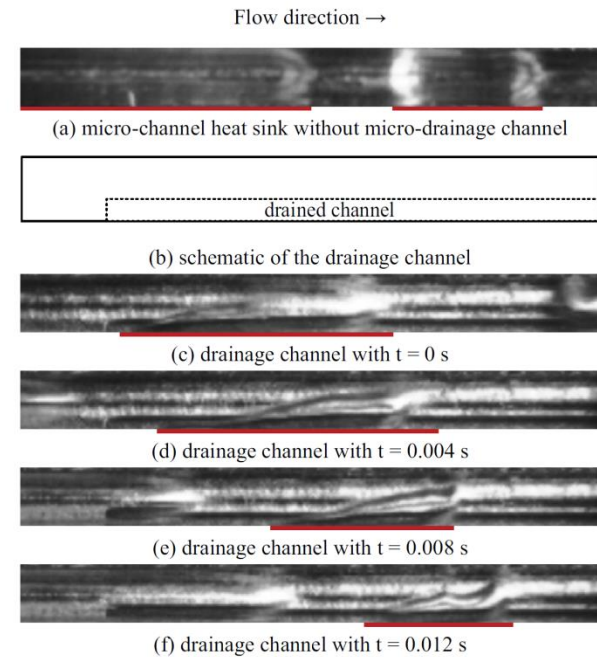 Flow direction →
(a) micro-channel heat sink without micro-drainage channel
drained channel
(b) schematic of the drainage channel
(c) drainage channel with t = 0 s
(d) drainage channel with t = 0.004 s
(e) drainage channel with t = 0.008 s
(f) drainage channel with t = 0.012 s